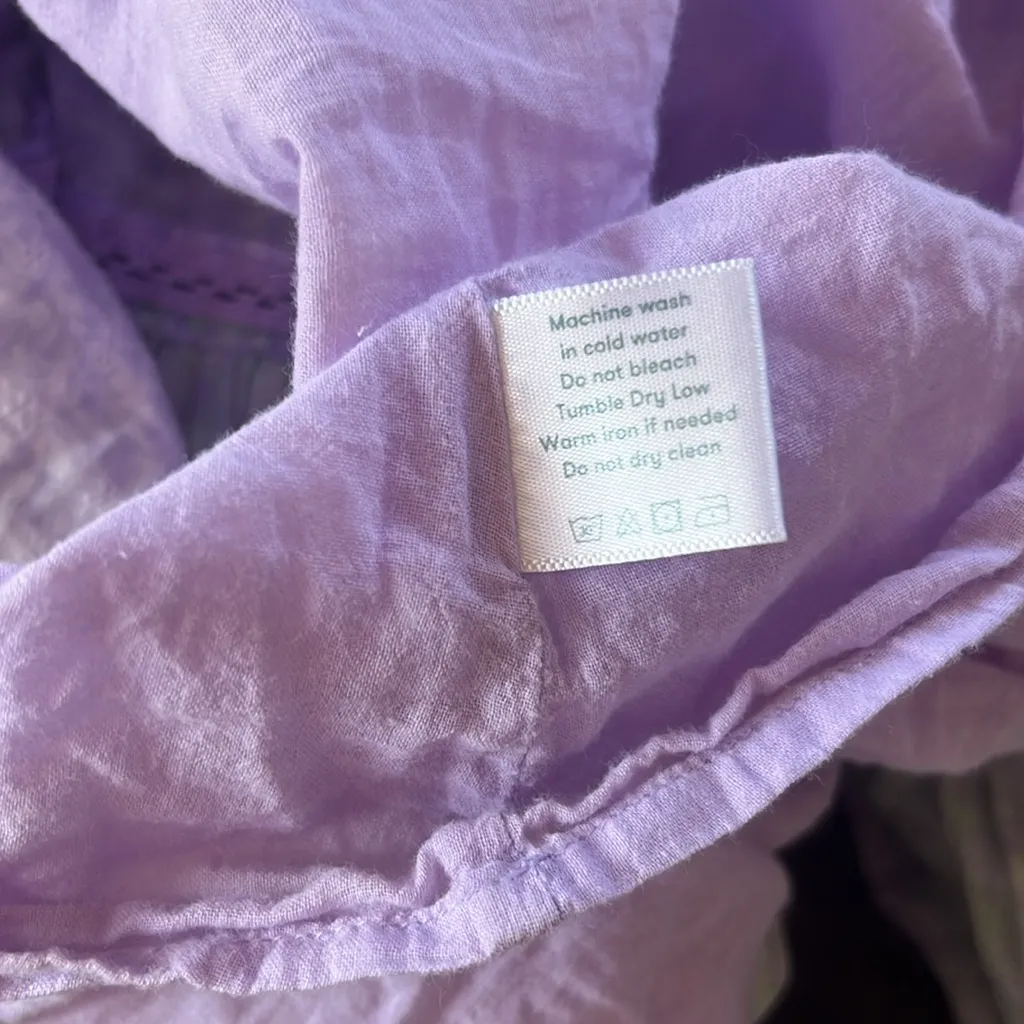 Machine wash
in cold water
Do not bleach
Tumble Dry Low
Warm iron if needed
Do not dry clean